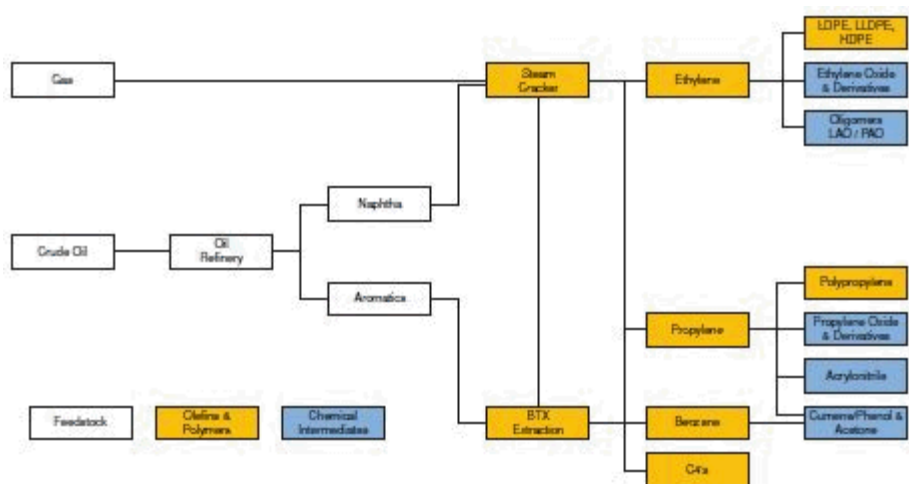 LDPE, LLDPE,
HDPE
Gas
Steam
Cracker
Ethylene
Ethylene Oxide
& Derivatives
Oligomers
LAO / PAO
Naphtha
Crude Oil
Oil
Refinery
Aromatics
Polypropylene
Propylene
Propylene Oxide
& Derivatives
Acrylonitrile
Feedstock
Olefins &
Polymers
Chemical
Intermediates
BTX
Extraction
Benzene
Cumene/Phenol &
Acetone
C4's